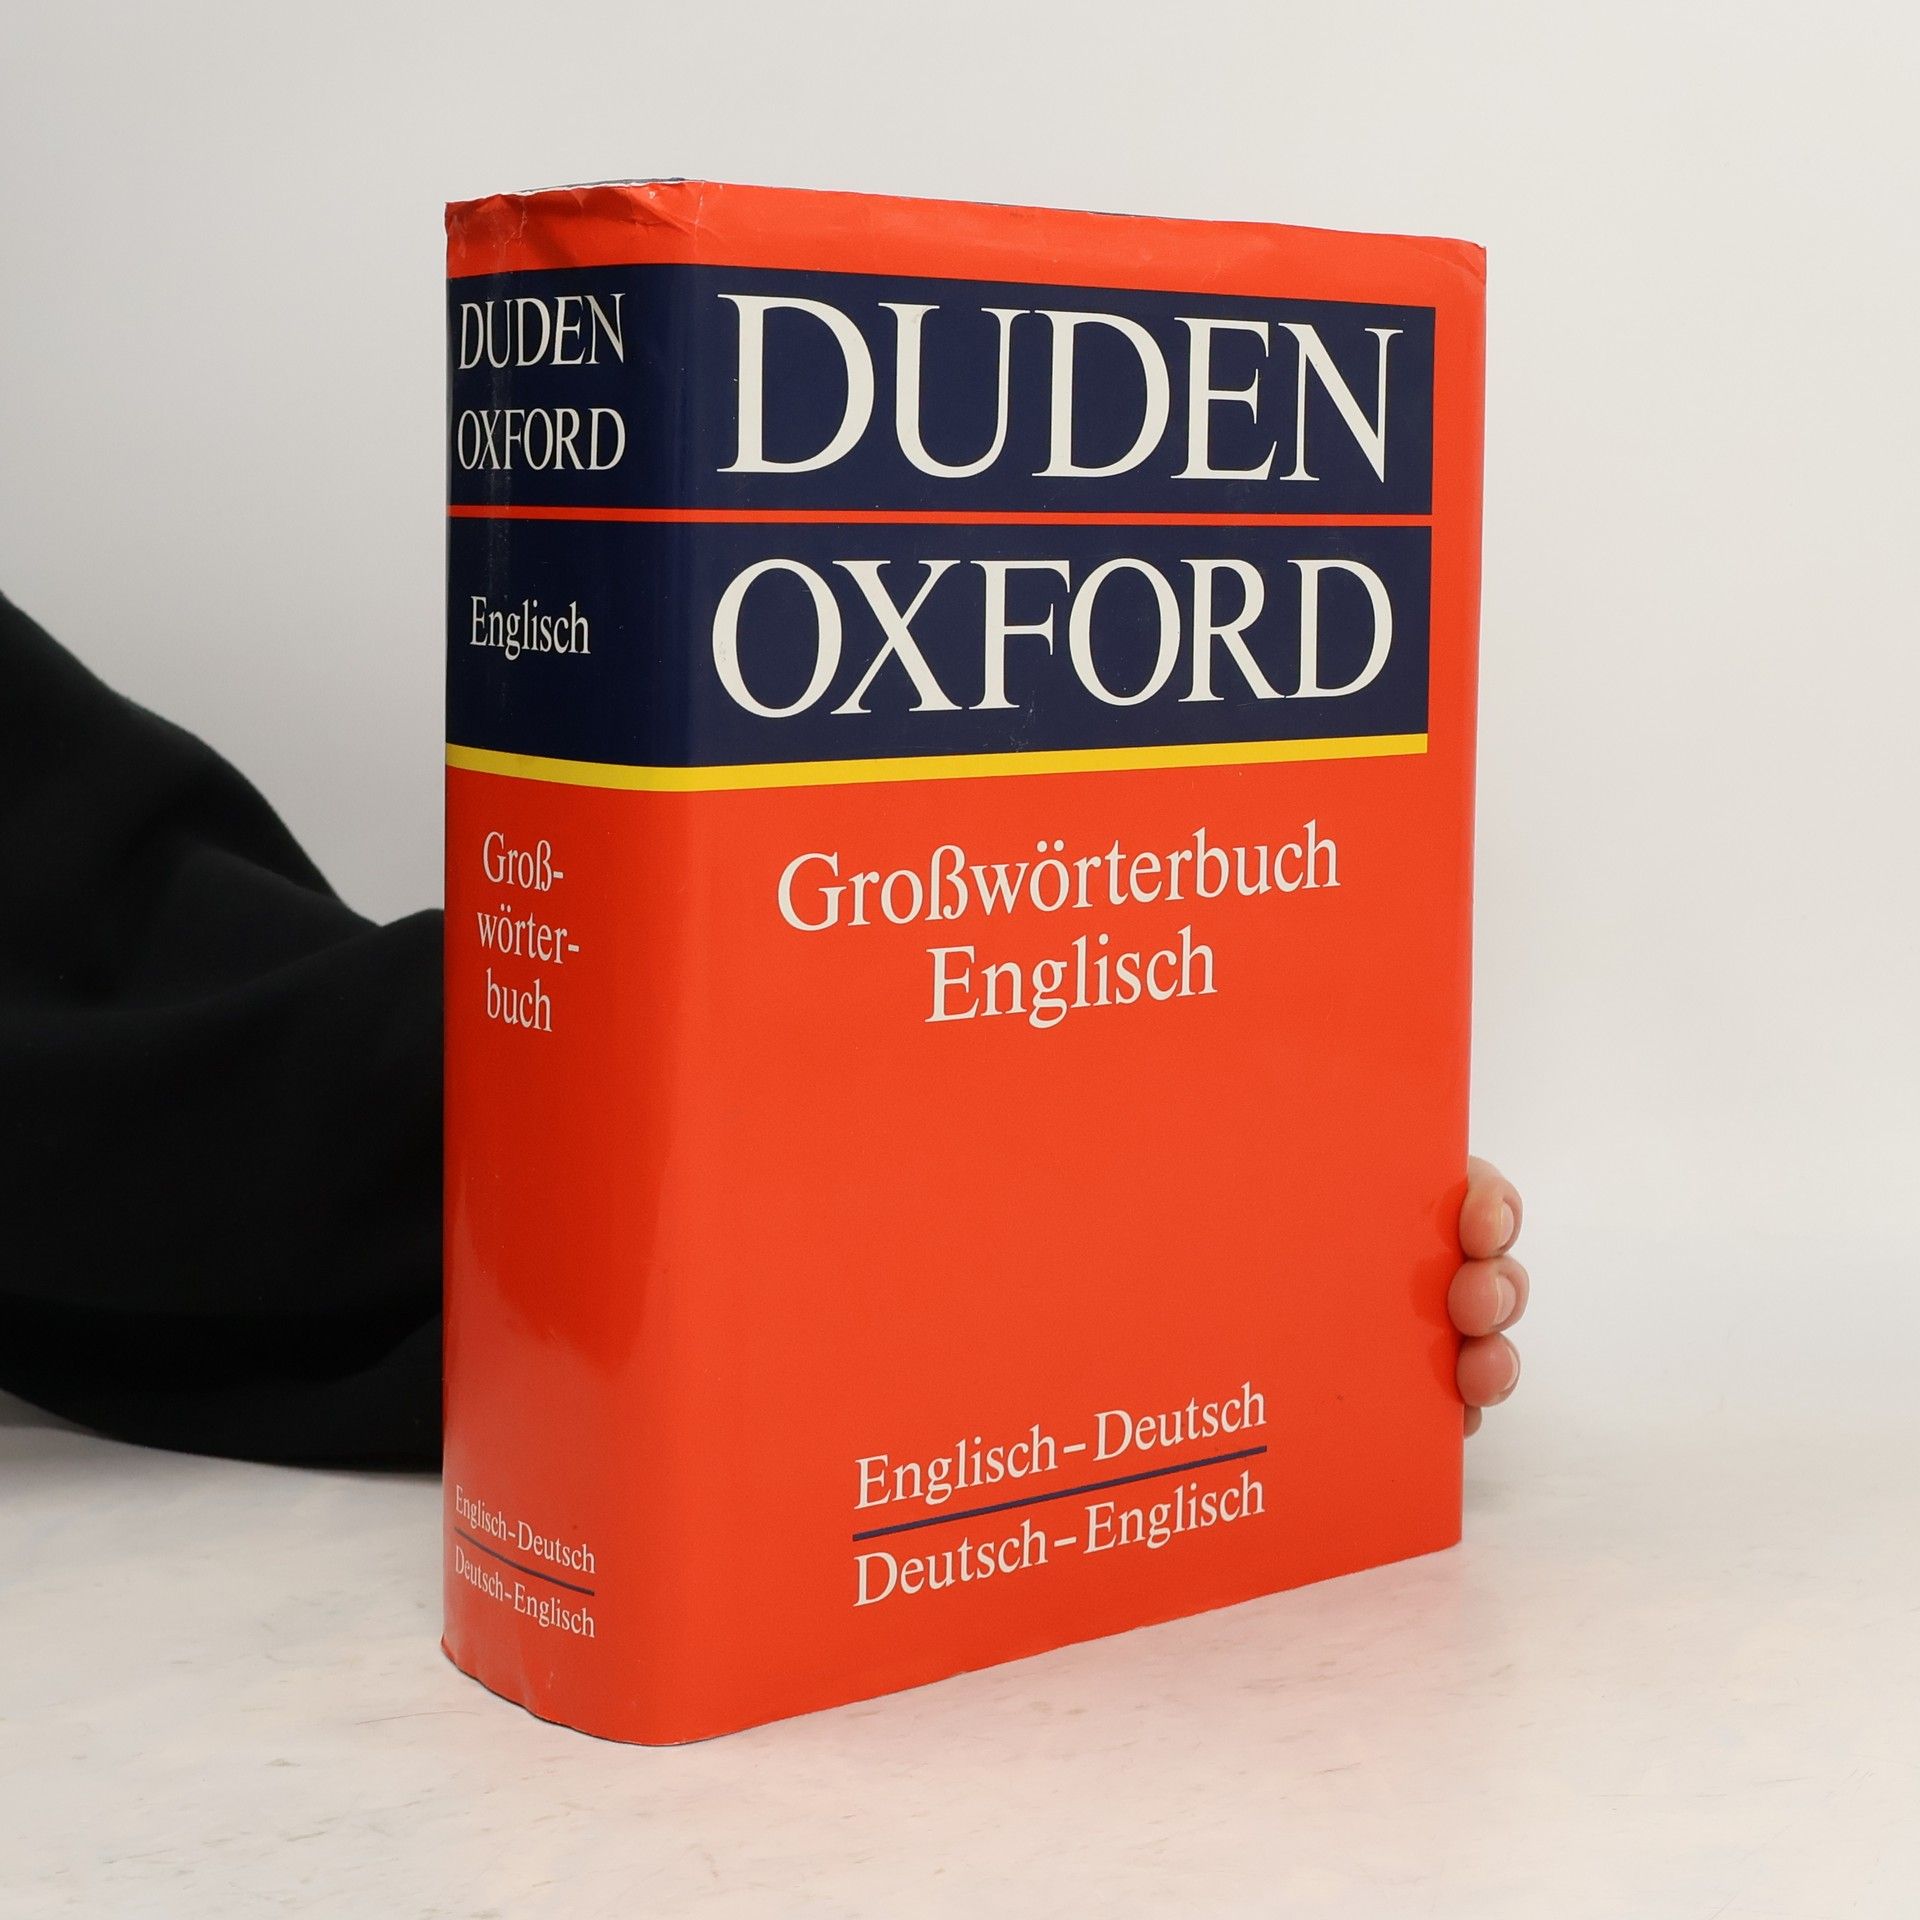 DUDEN
OXFORD
Englisch
Groß-
wörter-
buch
Englisch–Deutsch
Deutsch–Englisch
DUDEN
OXFORD
Großwörterbuch
Englisch
Englisch–Deutsch
Deutsch–Englisch